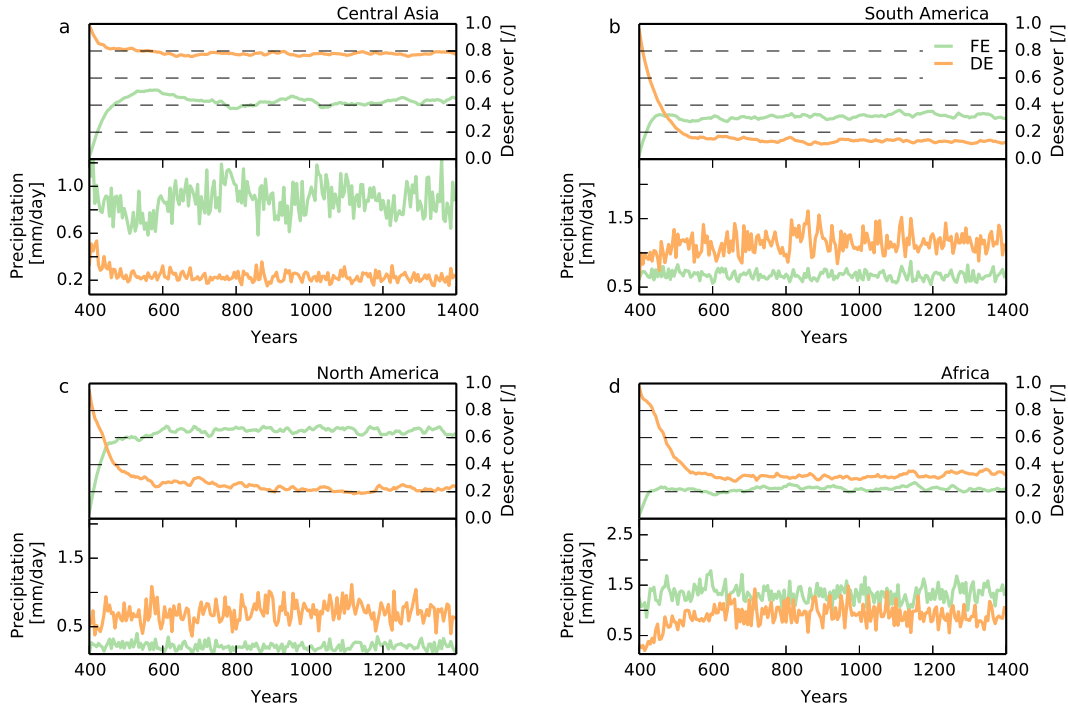 a
Central Asia
1.0
0.8
0.6
0.4
0.2
0.0
Desert cover [/]
1.0
0.6
0.2
Precipitation
[mm/day]
400 600 800 1000 1200 1400
Years
b
South America
FE
DE
1.0
0.8
0.6
0.4
0.2
0.0
Desert cover [/]
1.5
0.5
Precipitation
[mm/day]
400 600 800 1000 1200 1400
Years
c
North America
1.0
0.8
0.6
0.4
0.2
0.0
Desert cover [/]
1.5
0.5
Precipitation
[mm/day]
400 600 800 1000 1200 1400
Years
d
Africa
1.0
0.8
0.6
0.4
0.2
0.0
Desert cover [/]
2.5
1.5
0.5
Precipitation
[mm/day]
400 600 800 1000 1200 1400
Years